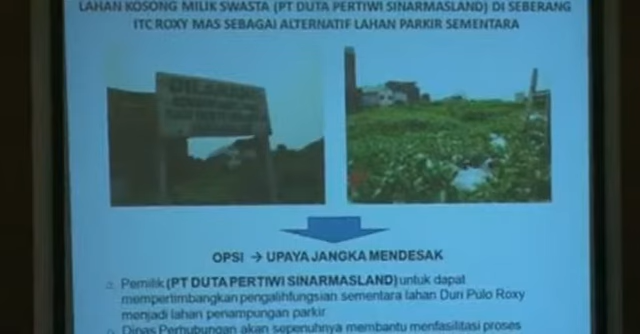 LAHAN KOSONG MILIK SWASTA (PT DUTA PERTIWI SINARMASLAND) DI SEBERANG
ITC ROXY MAS SEBAGAI ALTERNATIF LAHAN PARKIR SEMENTARA
DILARANG
OPSI → UPAYA JANGKA MENDESAK
Pemilik (PT DUTA PERTIWI SINARMASLAND) untuk dapat
mempertimbangkan pengalihfungsian sementara lahan Duri Pulo Roxy
menjadi lahan penampungan parkir
Dinas Perhubungan akan sepenuhnya membantu menfasilitasi proses